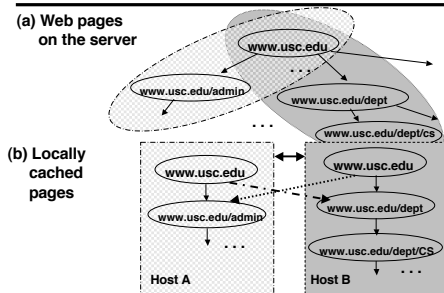 (a) Web pages
on the server
www.usc.edu
. . .
www.usc.edu/admin
www.usc.edu/dept
. . .
www.usc.edu/dept/cs
(b) Locally
cached
pages
www.usc.edu
www.usc.edu
www.usc.edu/admin
www.usc.edu/dept
. . .
www.usc.edu/dept/CS
Host A
Host B
. . .